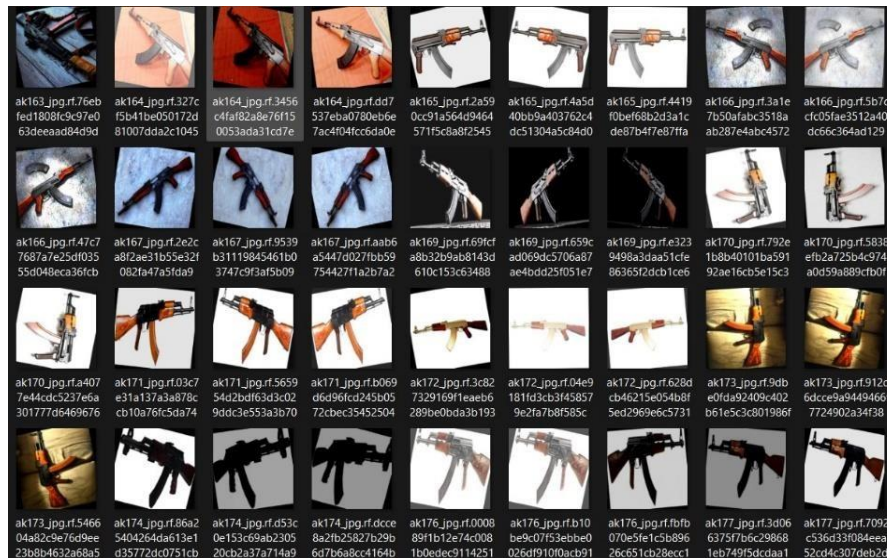 ak163_jpg.rf.76eb
fed1808fc9c97e0
63deeaad84d9d
ak164_jpg.rf.327c
f5b41be050172d
81007dda2c1045
ak164_jpg.rf.3456
c4faf82a8e76f15
0053ada31cd7e
ak164_jpg.rf.dd7
537eba0780eb6e
7ac4f04fcc6da0e
ak165_jpg.rf.2a59
0cc91a564d9464
571f5c8a8f2545
ak165_jpg.rf.4a5d
40bb9a403762c4
dc51304a5c84d0
ak165_jpg.rf.4419
f0bef68b2d3a1c
de87b4f7e87ffa
ak166_jpg.rf.3a1e
7b50afabc3518a
ab287e4abc4572
ak166_jpg.rf.5b7c
cfc05fae3512a40
dc66c364ad129
ak166_jpg.rf.47c7
7687a7e25df035
55d048eca36fcb
ak167_jpg.rf.2e2c
a8f2ae31b55e32f
082fa47a5fda9
ak167_jpg.rf.9539
b31119845461b0
3747c9f3af5b09
ak167_jpg.rf.aab6
a5447d027fbb59
754427f1a2b7a2
ak169_jpg.rf.69fcf
a8b32b9ab8143d
610c153c63488
ak169_jpg.rf.659c
ad069dc5706a87
ae4bdd25f051e7
ak169_jpg.rf.e323
9498a3daa51cfe
86365f2dcb1ce6
ak170_jpg.rf.792e
1b8b40101ba591
92ae16cb5e15c3
ak170_jpg.rf.5838
efb2a725b4c974
a0d59a889cfb0f
ak170_jpg.rf.a407
7e44cdc5237e6a
301777d6469676
ak171_jpg.rf.03c7
e31a137a3a878c
cb10a76fc5da74
ak171_jpg.rf.5659
54d2bdf63d3c02
9ddc3e553a3b70
ak171_jpg.rf.b069
d6d96fcd245b05
72cbec35452504
ak172_jpg.rf.3c82
7329169f1eaeb6
289be0bda3b193
ak172_jpg.rf.04e9
181fd3cb3f45857
9e2fa7b8f585c
ak172_jpg.rf.628d
cb46215e054b8f
5ed2969e6c5731
ak173_jpg.rf.9db
e0fda92409c402
b61e5c3c801986f
ak173_jpg.rf.912c
6dcce9a9449466
7724902a34f38
ak173_jpg.rf.5466
04a82c9e76d9ee
23b8b4632a68a5
ak174_jpg.rf.86a2
5404264da613e1
d35772dc0751cb
ak174_jpg.rf.d53c
0e153c69ab2305
20cb2a37a714a9
ak174_jpg.rf.dcce
8a2fb25827b29b
6d7b6a8cc4164b
ak176_jpg.rf.0008
89f1b12e74c008
1b0edec9114251
ak176_jpg.rf.b10
be9c07f53ebbe0
026df910f0acb91
ak176_jpg.rf.fbfb
070e5fe1c5b896
26c651cb28ecc1
ak177_jpg.rf.3d06
6375f7b6c29868
1eb749f5dcdaa1
ak177_jpg.rf.7092
c536d33f084eea
52cd4c307deb3